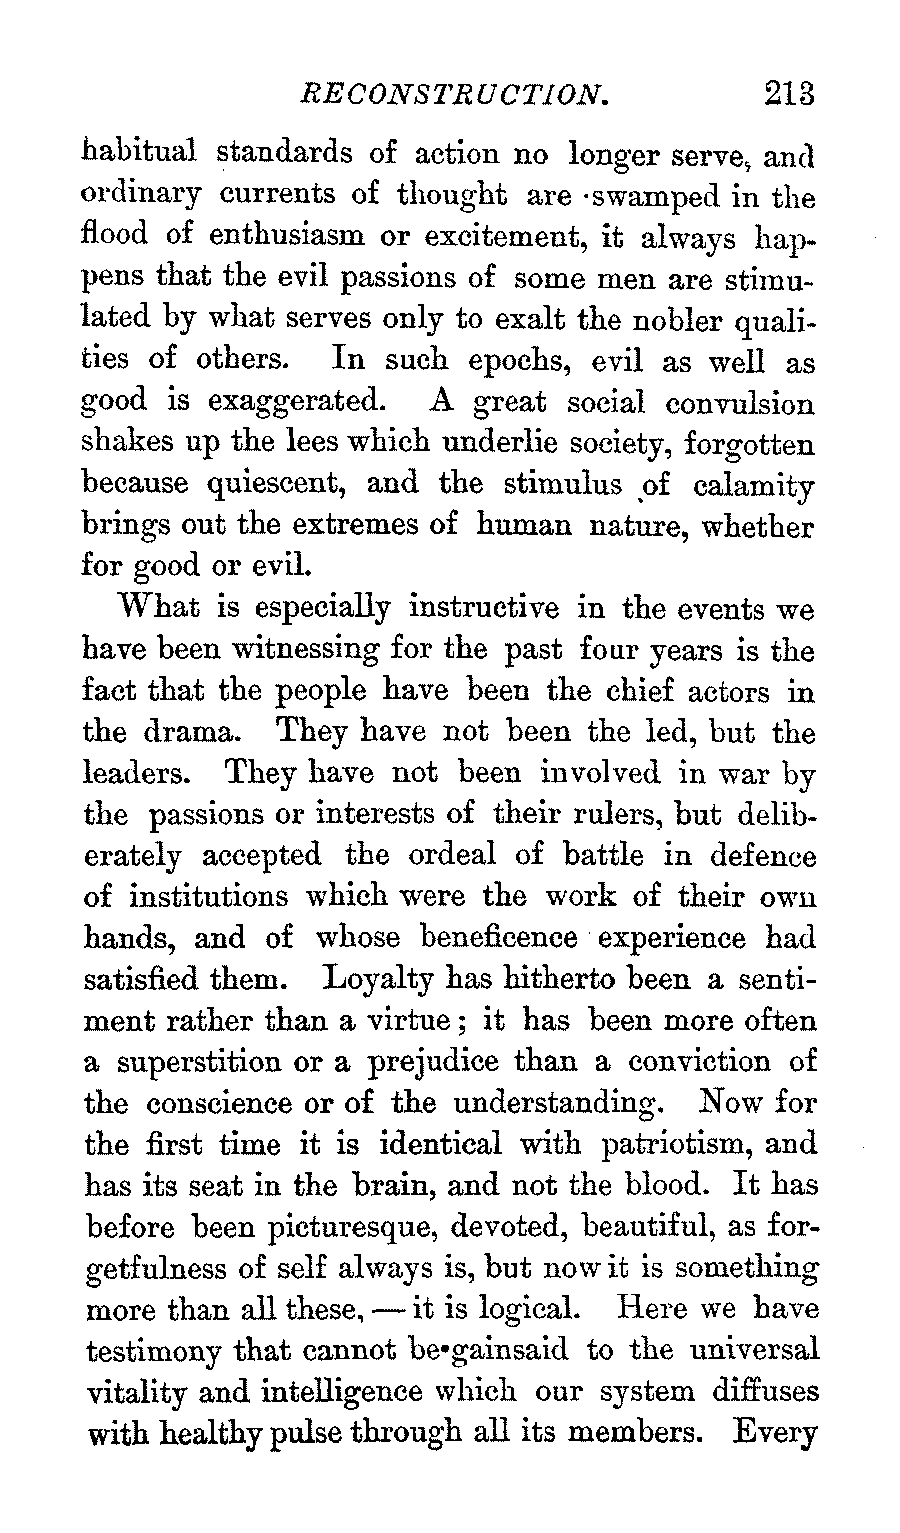 RECONSTRUCTION. 213
habitual standards of action no longer serve, and
ordinary currents of thought are swamped in the
flood of enthusiasm or excitement, it always hap-
pens that the evil passions of some men are stimu-
lated by what serves only to exalt the nobler quali-
ties of others. In such epochs, evil as well as
good is exaggerated. A great social convulsion
shakes up the lees which underlie society, forgotten
because quiescent, and the stimulus of calamity
brings out the extremes of human nature, whether
for good or evil.
What is especially instructive in the events we
have been witnessing for the past four years is the
fact that the people have been the chief actors in
the drama. They have not been the led, but the
leaders. They have not been involved in war by
the passions or interests of their rulers, but delib-
erately accepted the ordeal of battle in defence
of institutions which were the work of their own
hands, and of whose beneficence experience had
satisfied them. Loyalty has hitherto been a senti-
ment rather than a virtue; it has been more often
a superstition or a prejudice than a conviction of
the conscience or of the understanding. Now for
the first time it is identical with patriotism, and
has its seat in the brain, and not the blood. It has
before been picturesque, devoted, beautiful, as for-
getfulness of self always is, but now it is something
more than all these, — it is logical. Here we have
testimony that cannot be gainsaid to the universal
vitality and intelligence which our system diffuses
with healthy pulse through all its members. Every